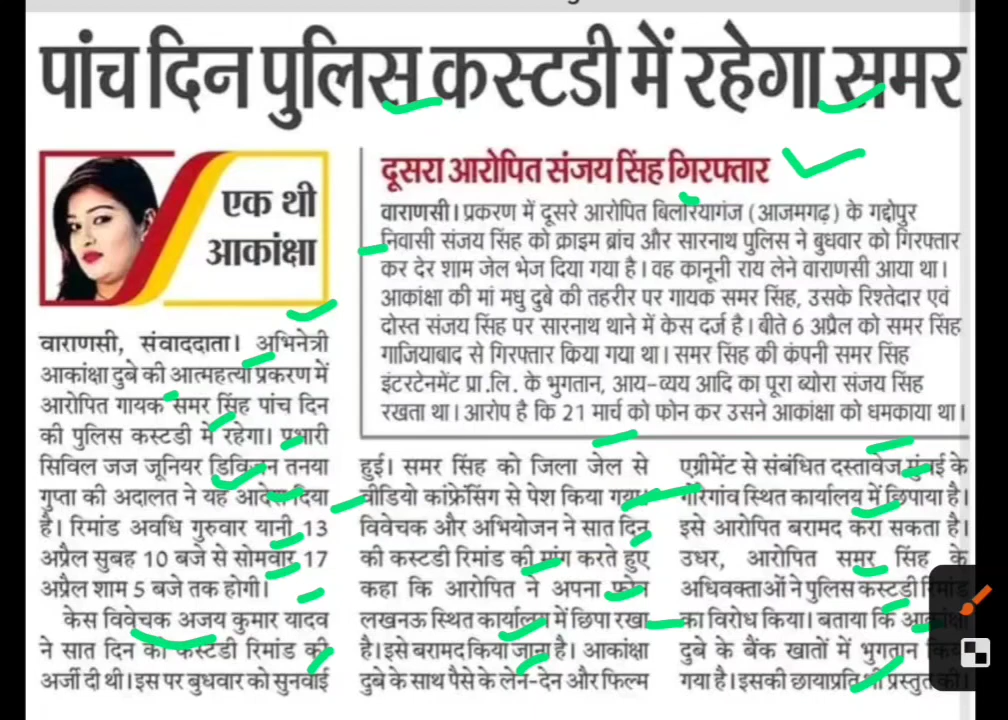 पांच दिन पुलिस कस्टडी में रहेगा समर
एक थी
आकांक्षा
दूसरा आरोपित संजय सिंह गिरफ्तार
वाराणसी। प्रकरण में दूसरे आरोपित बिलरियागंज (आजमगढ़) के गद्दोपुर
निवासी संजय सिंह को क्राइम ब्रांच और सारनाथ पुलिस ने बुधवार को गिरफ्तार
कर देर शाम जेल भेज दिया गया है। वह कानूनी राय लेने वाराणसी आया था।
आकांक्षा की मां मधु दुबे की तहरीर पर गायक समर सिंह, उसके रिश्तेदार एवं
दोस्त संजय सिंह पर सारनाथ थाने में केस दर्ज है। बीते 6 अप्रैल को समर सिंह
गाजियाबाद से गिरफ्तार किया गया था। समर सिंह की कंपनी समर सिंह
इंटरटेनमेंट प्रा.लि. के भुगतान, आय-व्यय आदि का पूरा ब्योरा संजय सिंह
रखता था। आरोप है कि 21 मार्च को फोन कर उसने आकांक्षा को धमकाया था।
वाराणसी, संवाददाता। अभिनेत्री
आकांक्षा दुबे की आत्महत्या प्रकरण में
आरोपित गायक समर सिंह पांच दिन
की पुलिस कस्टडी में रहेगा। प्रभारी
सिविल जज जूनियर डिविजन तनया
गुप्ता की अदालत ने यह आदेश दिया
है। रिमांड अवधि गुरुवार यानी 13
अप्रैल सुबह 10 बजे से सोमवार 17
अप्रैल शाम 5 बजे तक होगी।
केस विवेचक अजय कुमार यादव
ने सात दिन की कस्टडी रिमांड की
अर्जी दी थी। इस पर बुधवार को सुनवाई
हुई। समर सिंह को जिला जेल से
वीडियो कांफ्रेंसिंग से पेश किया गया।
विवेचक और अभियोजन ने सात दिन
की कस्टडी रिमांड की मांग करते हुए
कहा कि आरोपित ने अपना फोन
लखनऊ स्थित कार्यालय में छिपा रखा
है। इसे बरामद किया जाना है। आकांक्षा
दुबे के साथ पैसे के लेन-देन और फिल्म
एग्रीमेंट से संबंधित दस्तावेज मुंबई के
गोरेगांव स्थित कार्यालय में छिपाया है।
इसे आरोपित बरामद करा सकता है।
उधर, आरोपित समर सिंह के
अधिवक्ताओं ने पुलिस कस्टडी रिमांड
का विरोध किया। बताया कि आकांक्षा
दुबे के बैंक खातों में भुगतान किया
गया है। इसकी छायाप्रति भी प्रस्तुत की।